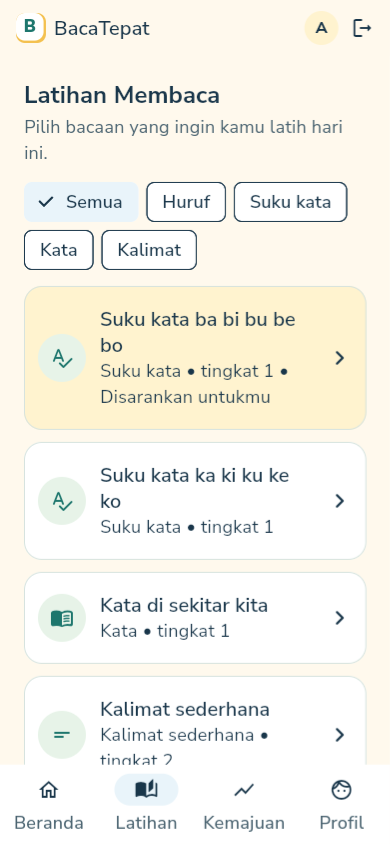 B BacaTepat A
Latihan Membaca
Pilih bacaan yang ingin kamu latih hari
ini.
Semua Huruf Suku kata
Kata Kalimat
Suku kata ba bi bu be
bo
Suku kata • tingkat 1 •
Disarankan untukmu
Suku kata ka ki ku ke
ko
Suku kata • tingkat 1
Kata di sekitar kita
Kata • tingkat 1
Kalimat sederhana
Kalimat sederhana •
tingkat 2
Beranda Latihan Kemajuan Profil